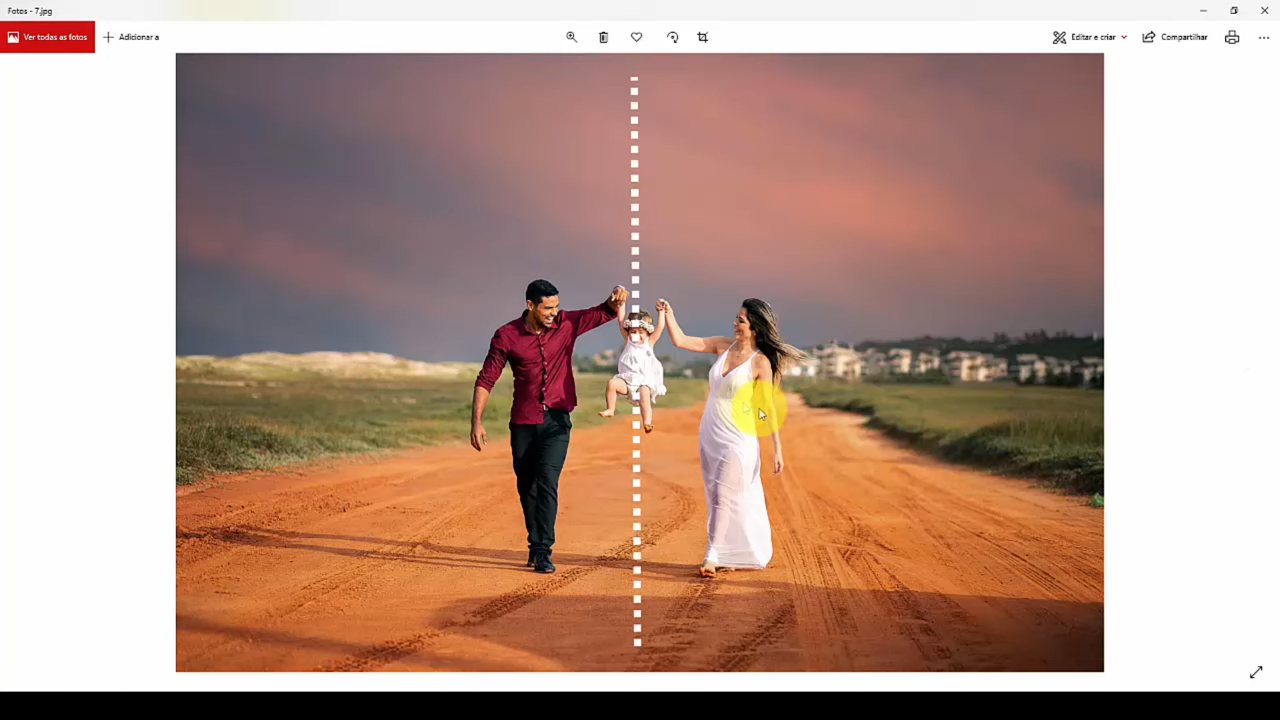 Fotos - 7.jpg
Ver todas as fotos
Adicionar a
Editar e criar
Compartilhar